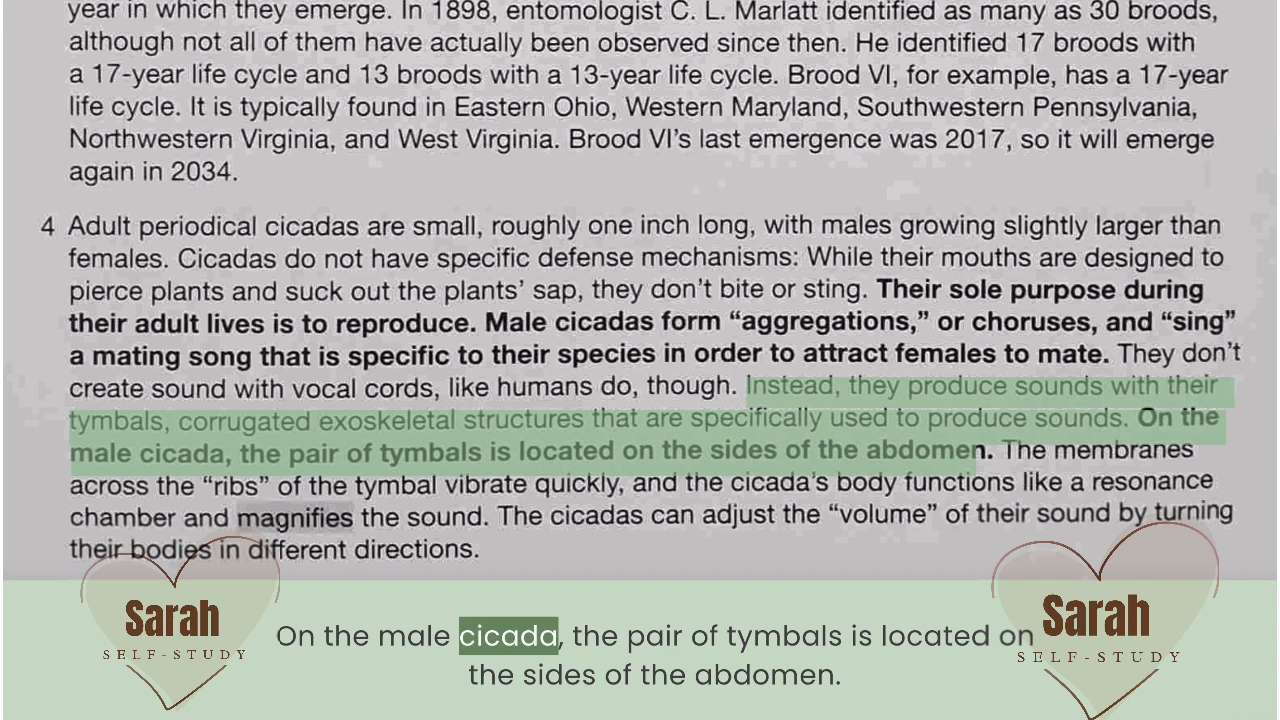 year in which they emerge. In 1898, entomologist C. L. Marlatt identified as many as 30 broods,
although not all of them have actually been observed since then. He identified 17 broods with
a 17-year life cycle and 13 broods with a 13-year life cycle. Brood VI, for example, has a 17-year
life cycle. It is typically found in Eastern Ohio, Western Maryland, Southwestern Pennsylvania,
Northwestern Virginia, and West Virginia. Brood VI’s last emergence was 2017, so it will emerge
again in 2034.
4 Adult periodical cicadas are small, roughly one inch long, with males growing slightly larger than
females. Cicadas do not have specific defense mechanisms: While their mouths are designed to
pierce plants and suck out the plants’ sap, they don’t bite or sting. Their sole purpose during
their adult lives is to reproduce. Male cicadas form “aggregations,” or choruses, and “sing”
a mating song that is specific to their species in order to attract females to mate. They don’t
create sound with vocal cords, like humans do, though. Instead, they produce sounds with their
tymbals, corrugated exoskeletal structures that are specifically used to produce sounds. On the
male cicada, the pair of tymbals is located on the sides of the abdomen. The membranes
across the “ribs” of the tymbal vibrate quickly, and the cicada’s body functions like a resonance
chamber and magnifies the sound. The cicadas can adjust the “volume” of their sound by turning
their bodies in different directions.
Sarah
SELF-STUDY
On the male cicada, the pair of tymbals is located on
the sides of the abdomen.
Sarah
SELF-STUDY